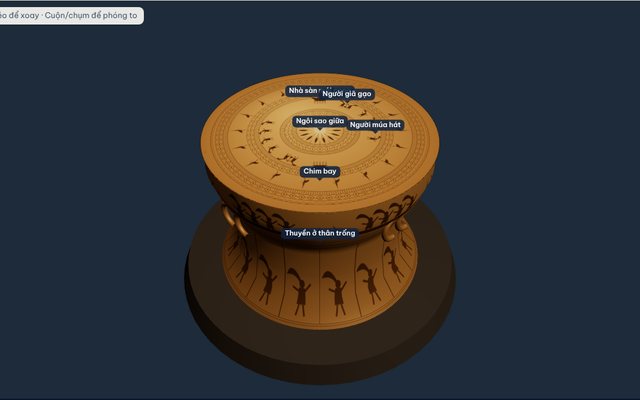 để xoay · Cuộn/chụm để phóng to
Nhà sàn
Người giã gạo
Ngôi sao giữa
Người múa hát
Chim bay
Thuyền ở thân trống